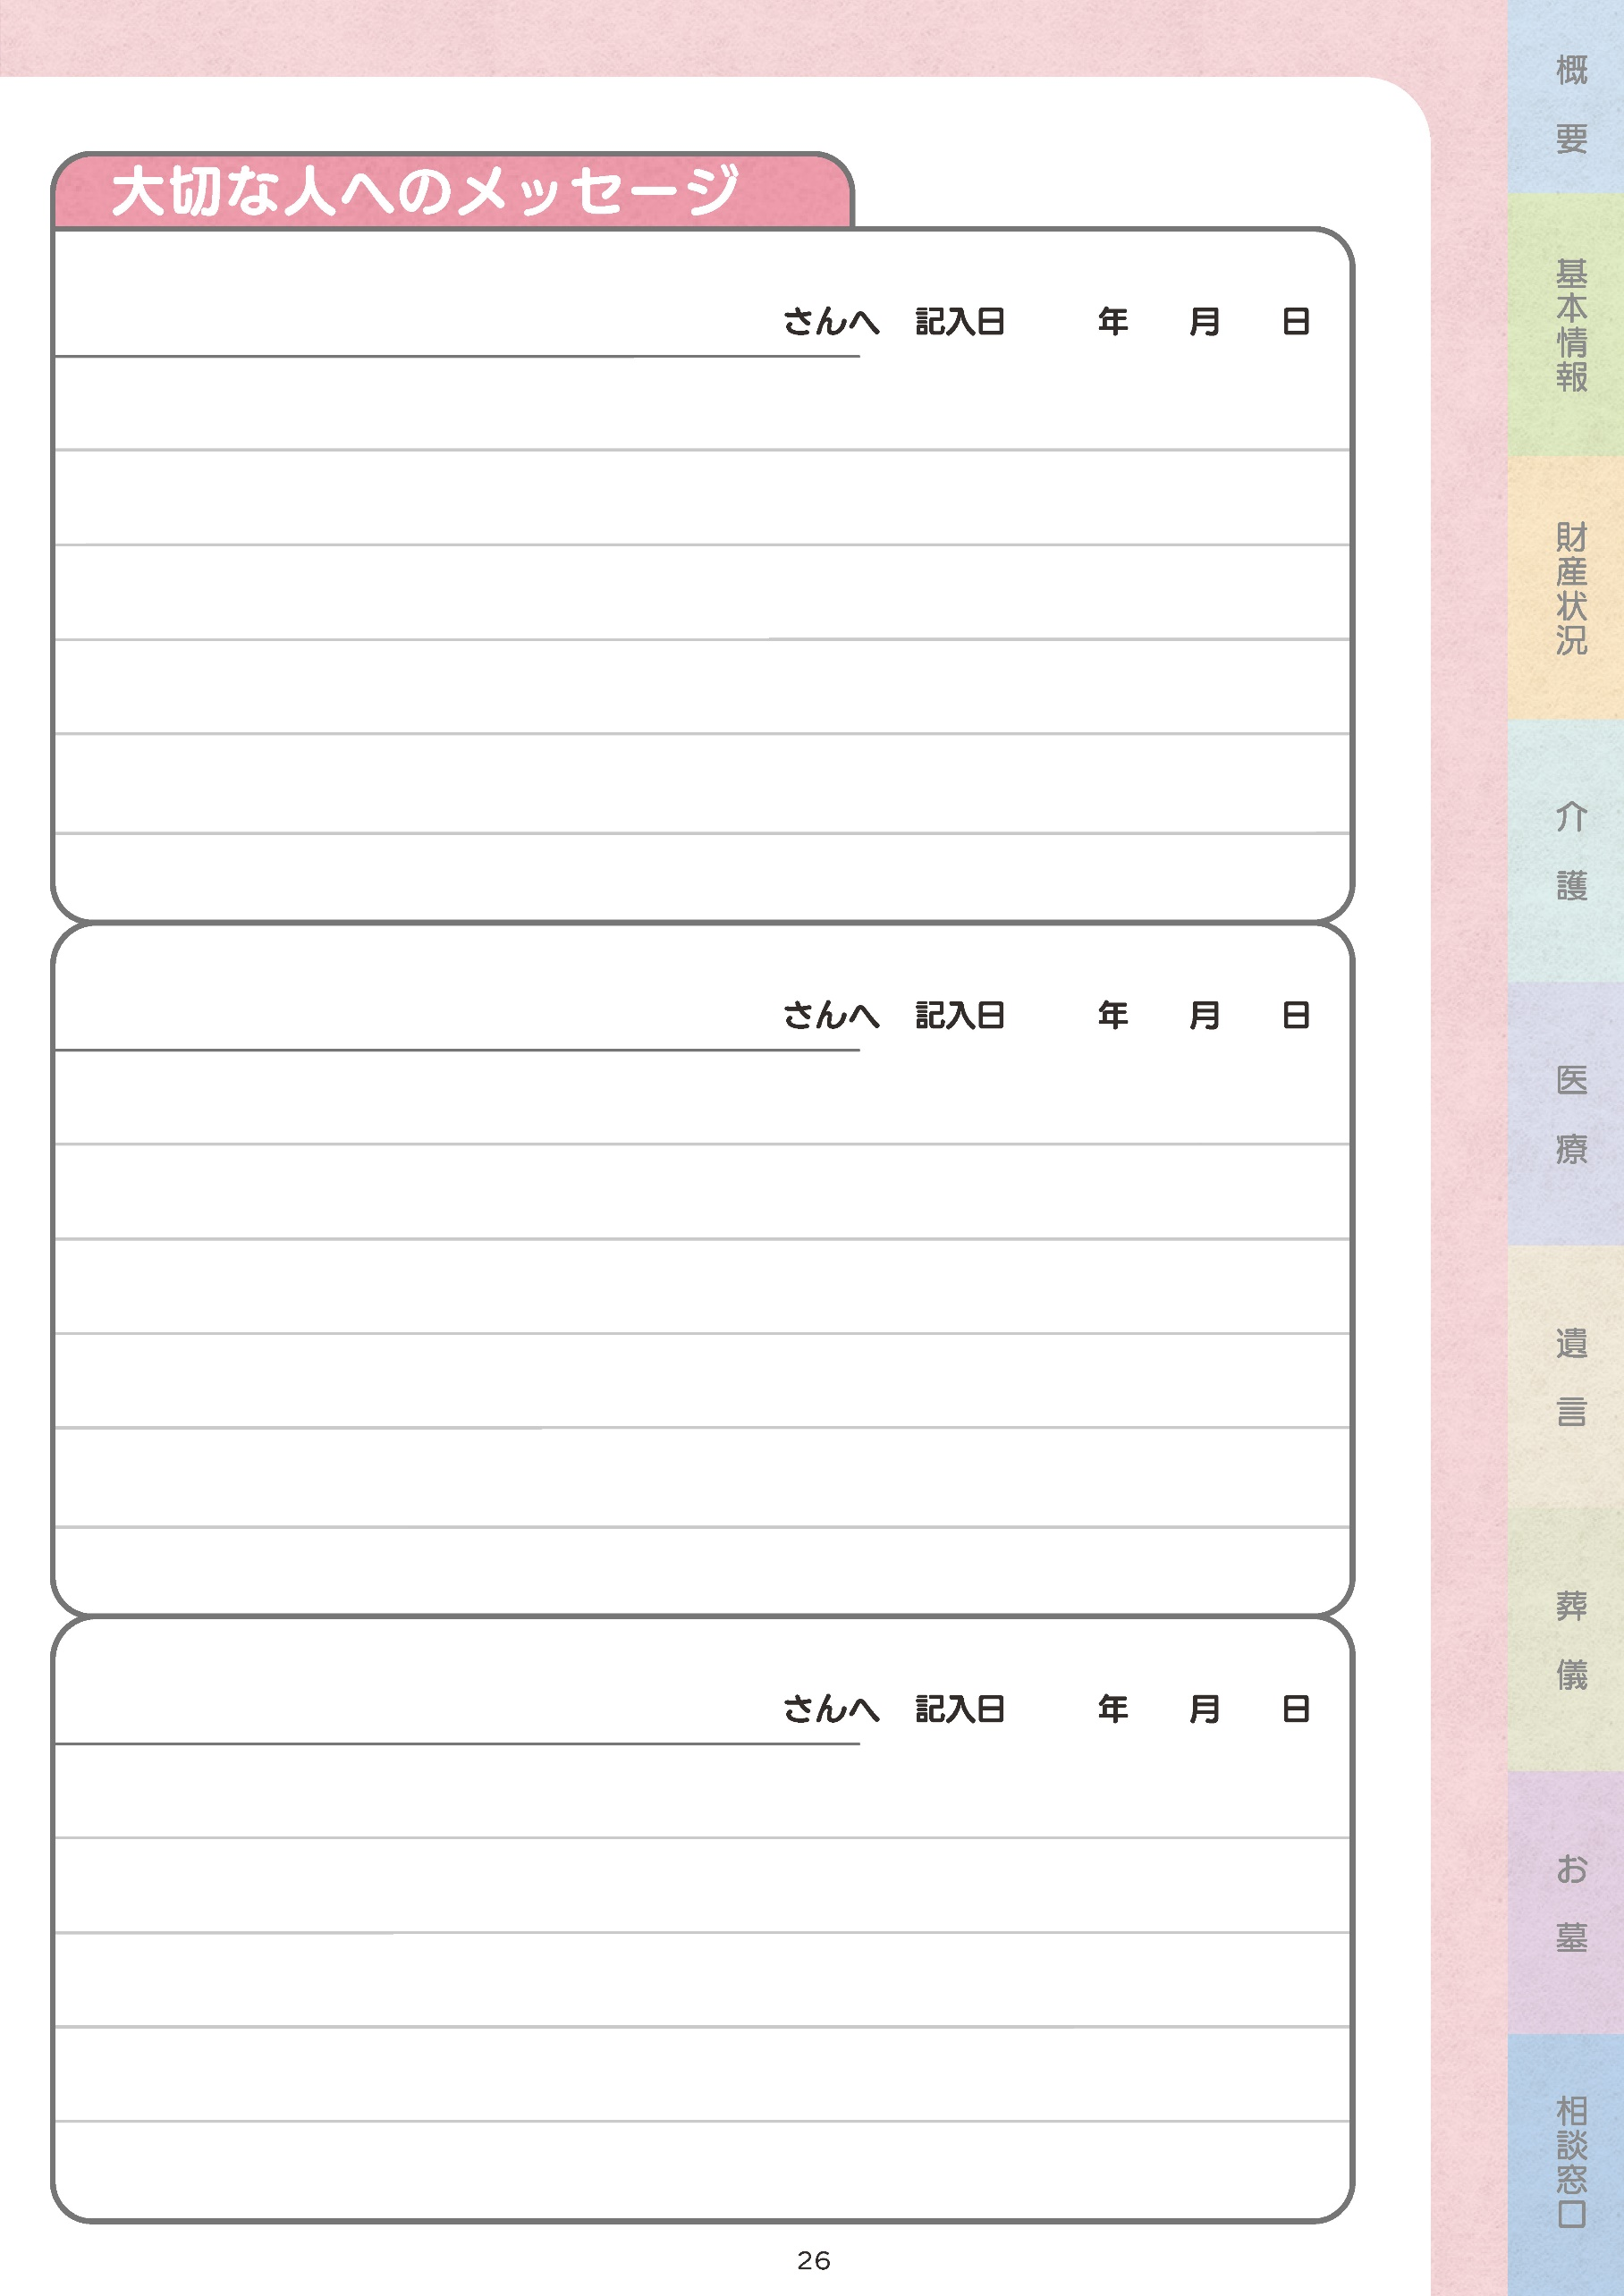 大切な人へのメッセージ
さんへ 記入日 年 月 日
さんへ 記入日 年 月 日
さんへ 記入日 年 月 日
概要
基本情報
財産状況
介護
医療
遺言
葬儀
お墓
相談窓口
26